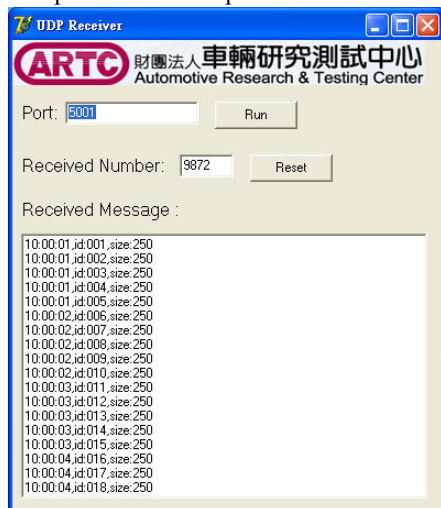 UDP Receiver
ARTC 財團法人車輛研究測試中心
Automotive Research & Testing Center
Port: 5001 Run
Received Number: 9872 Reset
Received Message :
10:00:01,id:001,size:250
10:00:01,id:002,size:250
10:00:01,id:003,size:250
10:00:01,id:004,size:250
10:00:01,id:005,size:250
10:00:02,id:006,size:250
10:00:02,id:007,size:250
10:00:02,id:008,size:250
10:00:02,id:009,size:250
10:00:02,id:010,size:250
10:00:03,id:011,size:250
10:00:03,id:012,size:250
10:00:03,id:013,size:250
10:00:03,id:014,size:250
10:00:03,id:015,size:250
10:00:04,id:016,size:250
10:00:04,id:017,size:250
10:00:04,id:018,size:250